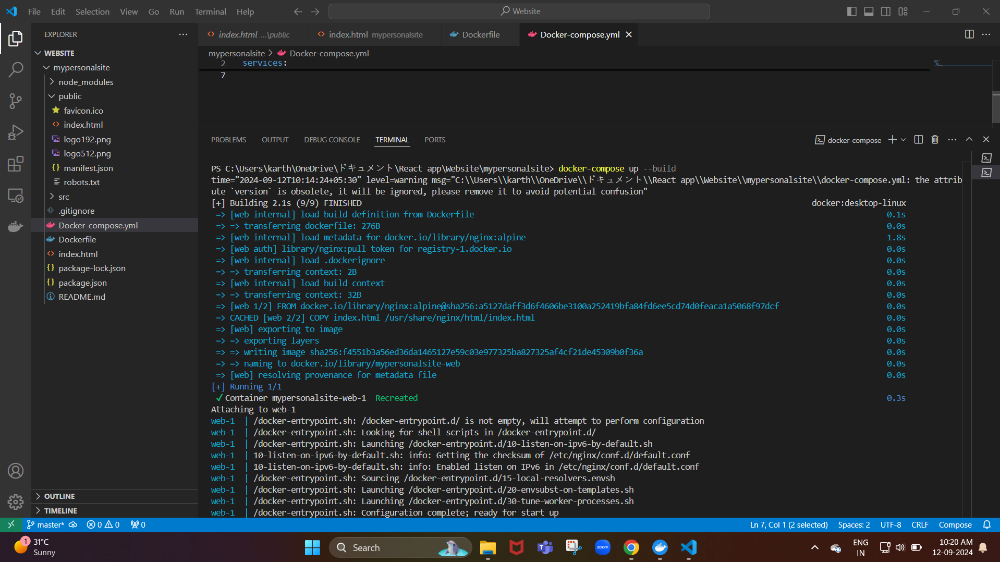 File Edit Selection View Go Run Terminal Help
Website
EXPLORER
index.html ...\public
index.html mypersonalsite
Dockerfile
Docker-compose.yml
WEBSITE
mypersonalsite
node_modules
public
favicon.ico
index.html
logo192.png
logo512.png
manifest.json
robots.txt
src
.gitignore
Docker-compose.yml
Dockerfile
index.html
package-lock.json
package.json
README.md
OUTLINE
TIMELINE
mypersonalsite > Docker-compose.yml
2 services:
7
PROBLEMS OUTPUT DEBUG CONSOLE TERMINAL PORTS
docker-compose
PS C:\Users\karth\OneDrive\ドキュメント\React app\Website\mypersonalsite> docker-compose up --build
time="2024-09-12T10:14:24+05:30" level=warning msg="C:\\Users\\karth\\OneDrive\\ドキュメント\\React app\\Website\\mypersonalsite\\docker-compose.yml: the attrib
ute `version` is obsolete, it will be ignored, please remove it to avoid potential confusion"
[+] Building 2.1s (9/9) FINISHED docker:desktop-linux
=> [web internal] load build definition from Dockerfile 0.1s
=> => transferring dockerfile: 276B 0.0s
=> [web internal] load metadata for docker.io/library/nginx:alpine 1.8s
=> [web auth] library/nginx:pull token for registry-1.docker.io 0.0s
=> [web internal] load .dockerignore 0.0s
=> => transferring context: 2B 0.0s
=> [web internal] load build context 0.0s
=> => transferring context: 32B 0.0s
=> [web 1/2] FROM docker.io/library/nginx:alpine@sha256:a5127daff3d6f4606be3100a252419bfa84fd6ee5cd74d0feaca1a5068f97dcf 0.0s
=> CACHED [web 2/2] COPY index.html /usr/share/nginx/html/index.html 0.0s
=> [web] exporting to image 0.0s
=> => exporting layers 0.0s
=> => writing image sha256:f4551b3a56ed36da1465127e59c03e977325ba827325af4cf21de45309b0f36a 0.0s
=> => naming to docker.io/library/mypersonalsite-web 0.0s
=> [web] resolving provenance for metadata file 0.0s
[+] Running 1/1
✓ Container mypersonalsite-web-1 Recreated 0.3s
Attaching to web-1
web-1 | /docker-entrypoint.sh: /docker-entrypoint.d/ is not empty, will attempt to perform configuration
web-1 | /docker-entrypoint.sh: Looking for shell scripts in /docker-entrypoint.d/
web-1 | /docker-entrypoint.sh: Launching /docker-entrypoint.d/10-listen-on-ipv6-by-default.sh
web-1 | 10-listen-on-ipv6-by-default.sh: info: Getting the checksum of /etc/nginx/conf.d/default.conf
web-1 | 10-listen-on-ipv6-by-default.sh: info: Enabled listen on IPv6 in /etc/nginx/conf.d/default.conf
web-1 | /docker-entrypoint.sh: Sourcing /docker-entrypoint.d/15-local-resolvers.envsh
web-1 | /docker-entrypoint.sh: Launching /docker-entrypoint.d/20-envsubst-on-templates.sh
web-1 | /docker-entrypoint.sh: Launching /docker-entrypoint.d/30-tune-worker-processes.sh
web-1 | /docker-entrypoint.sh: Configuration complete; ready for start up
master* 0 0 0
Ln 7, Col 1 (2 selected) Spaces: 2 UTF-8 CRLF Compose
1
31°C
Sunny
Search
zoom
ENG
IN
10:20 AM
12-09-2024